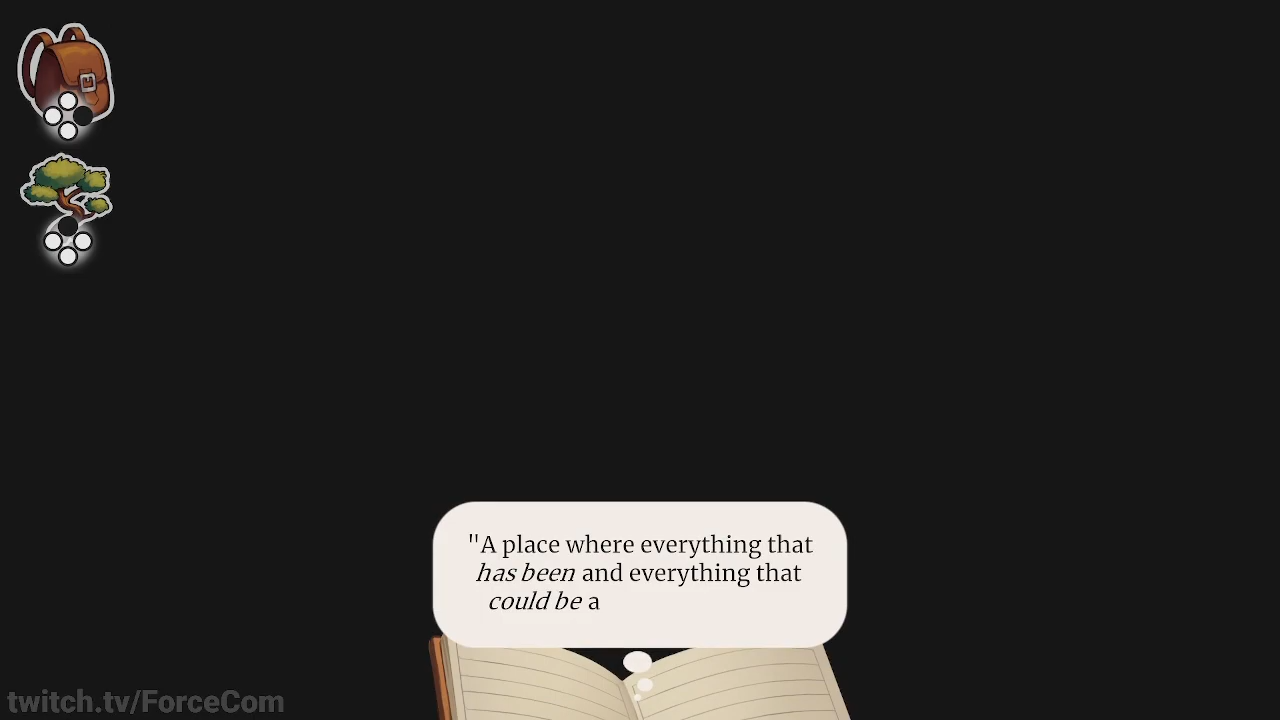 "A place where everything that
has been and everything that
could be a
twitch.tv/ForceCom